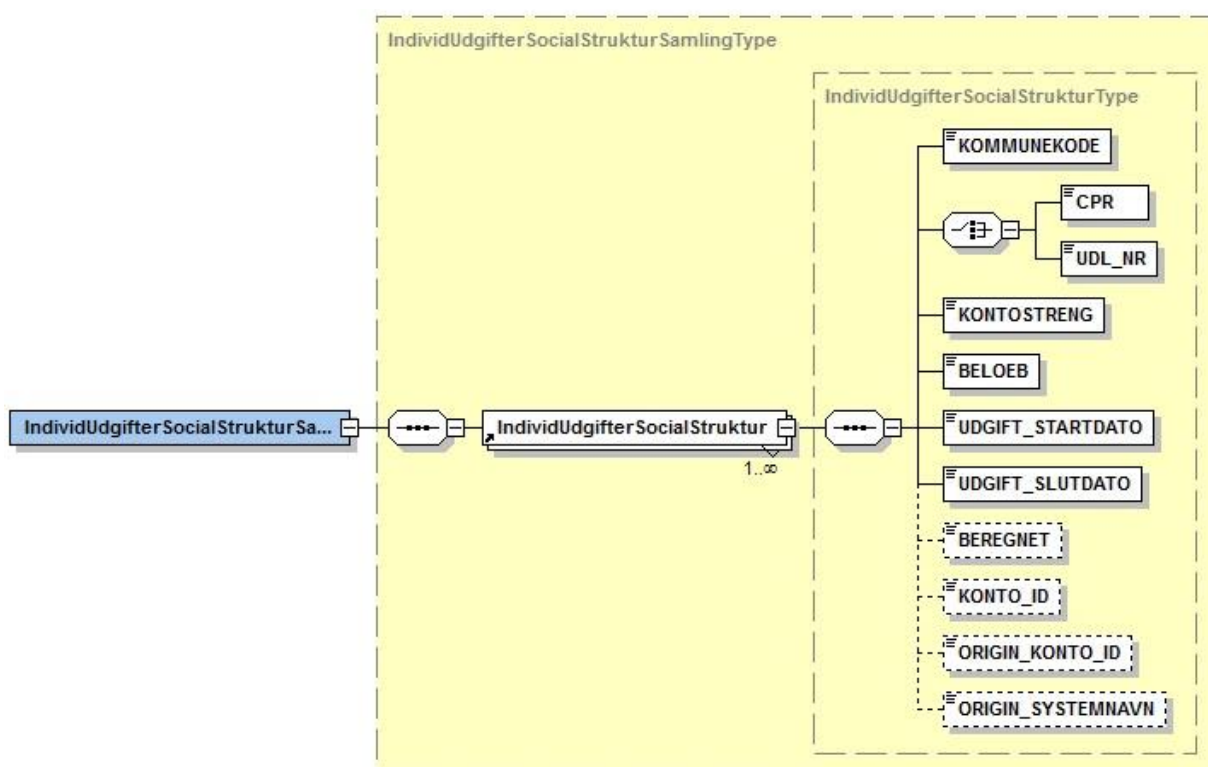 IndividUdgifterSocialStrukturSamlingType
IndividUdgifterSocialStrukturType
KOMMUNEKODE
CPR
UDL_NR
KONTOSTRENG
BELOEB
IndividUdgifterSocialStrukturSa...
IndividUdgifterSocialStruktur
1..∞
UDGIFT_STARTDATO
UDGIFT_SLUTDATO
BEREGNET
KONTO_ID
ORIGIN_KONTO_ID
ORIGIN_SYSTEMNAVN